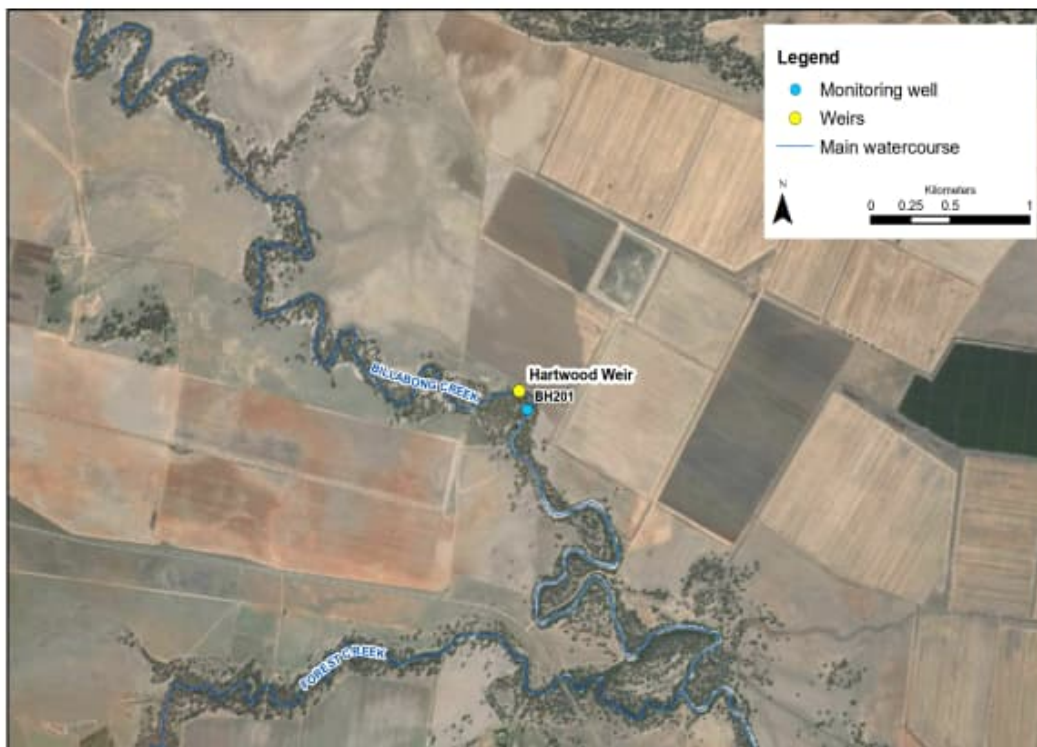 Legend
Monitoring well
Weirs
Main watercourse
N
Kilometers
0 0.25 0.5 1
Hartwood Weir
BH201
BILLABONG CREEK
FOREST CREEK